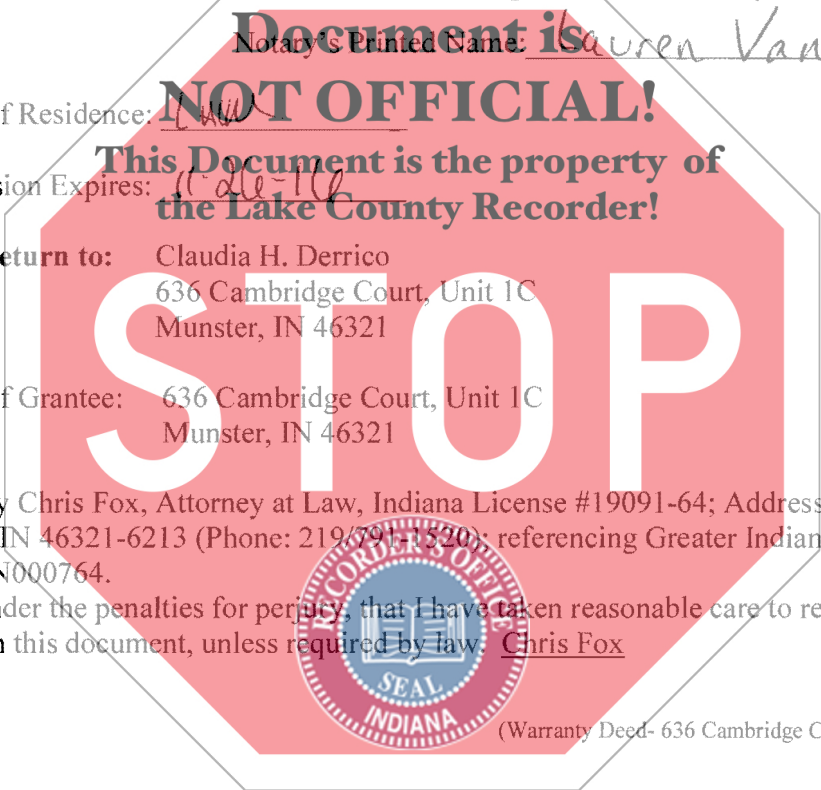 Document is
Notary's Printed Name: Lauren Van
NOT OFFICIAL!
f Residence:
This Document is the property of
ion Expires: 11-26-16
the Lake County Recorder!
eturn to: Claudia H. Derrico
636 Cambridge Court, Unit 1C
Munster, IN 46321
STOP
f Grantee: 636 Cambridge Court, Unit 1C
Munster, IN 46321
y Chris Fox, Attorney at Law, Indiana License #19091-64; Address
IN 46321-6213 (Phone: 219/791-1520); referencing Greater Indian
N000764.
der the penalties for perjury, that I have taken reasonable care to re
n this document, unless required by law. Chris Fox
RECORDER'S OFFICE
SEAL
INDIANA
(Warranty Deed- 636 Cambridge C